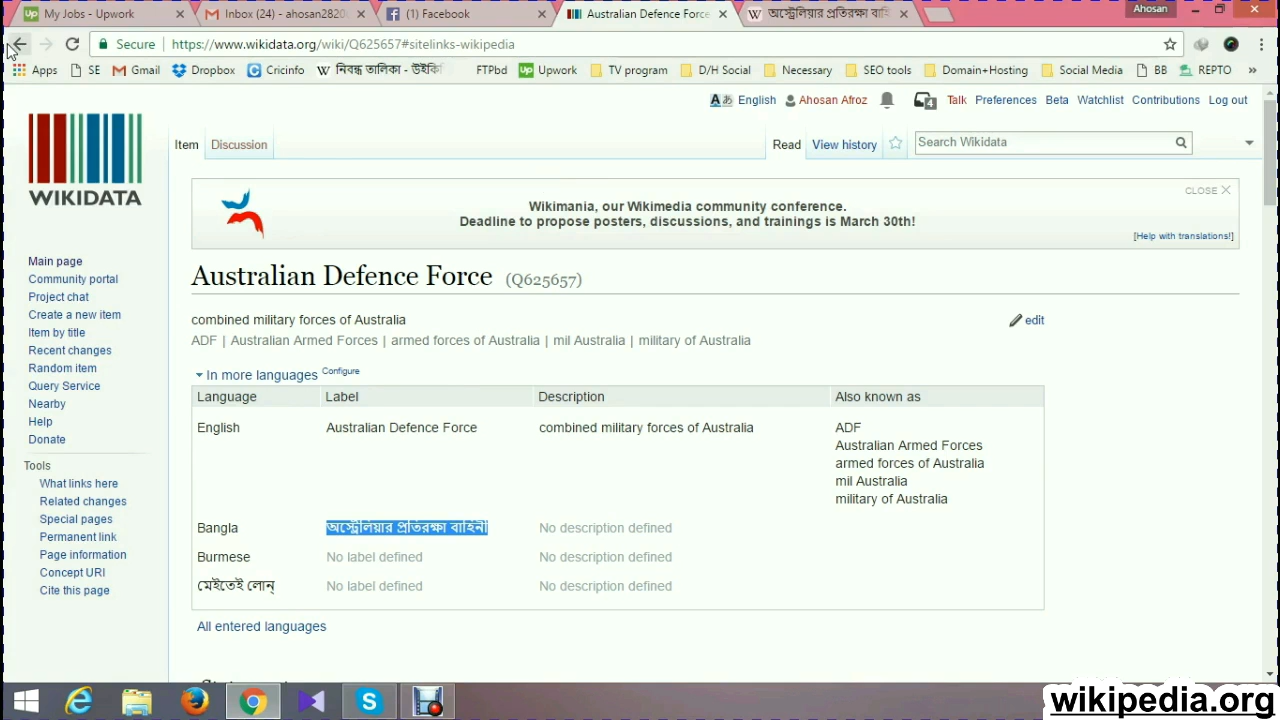 My Jobs - Upwork
Inbox (24) - ahosan2820
(1) Facebook
Australian Defence Force
অস্ট্রেলিয়ার প্রতিরক্ষা বাহি
Ahosan
Secure
https://www.wikidata.org/wiki/Q625657#sitelinks-wikipedia
Apps
SE
Gmail
Dropbox
Cricinfo
নিবন্ধ তালিকা - উইকি
FTPbd
Upwork
TV program
D/H Social
Necessary
SEO tools
Domain+Hosting
Social Media
BB
REPTO
»
English
Ahosan Afroz
4
Talk
Preferences
Beta
Watchlist
Contributions
Log out
WIKIDATA
Item
Discussion
Read
View history
Search Wikidata
CLOSE
Wikimania, our Wikimedia community conference.
Deadline to propose posters, discussions, and trainings is March 30th!
[Help with translations!]
Main page
Community portal
Project chat
Create a new item
Item by title
Recent changes
Random item
Query Service
Nearby
Help
Donate
Tools
What links here
Related changes
Special pages
Permanent link
Page information
Concept URI
Cite this page
Australian Defence Force (Q625657)
combined military forces of Australia
edit
ADF | Australian Armed Forces | armed forces of Australia | mil Australia | military of Australia
In more languages Configure
Language Label Description Also known as
English Australian Defence Force combined military forces of Australia ADF
Australian Armed Forces
armed forces of Australia
mil Australia
military of Australia
Bangla অস্ট্রেলিয়ার প্রতিরক্ষা বাহিনী No description defined
Burmese No label defined No description defined
মেইতেই লোন্ No label defined No description defined
All entered languages
wikipedia.org